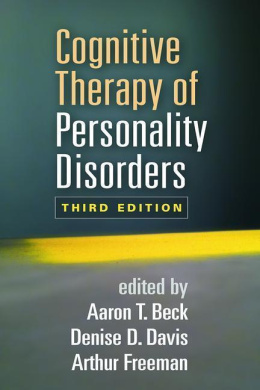 Cognitive
Therapy of
Personality
Disorders
THIRD EDITION
edited by
Aaron T. Beck
Denise D. Davis
Arthur Freeman